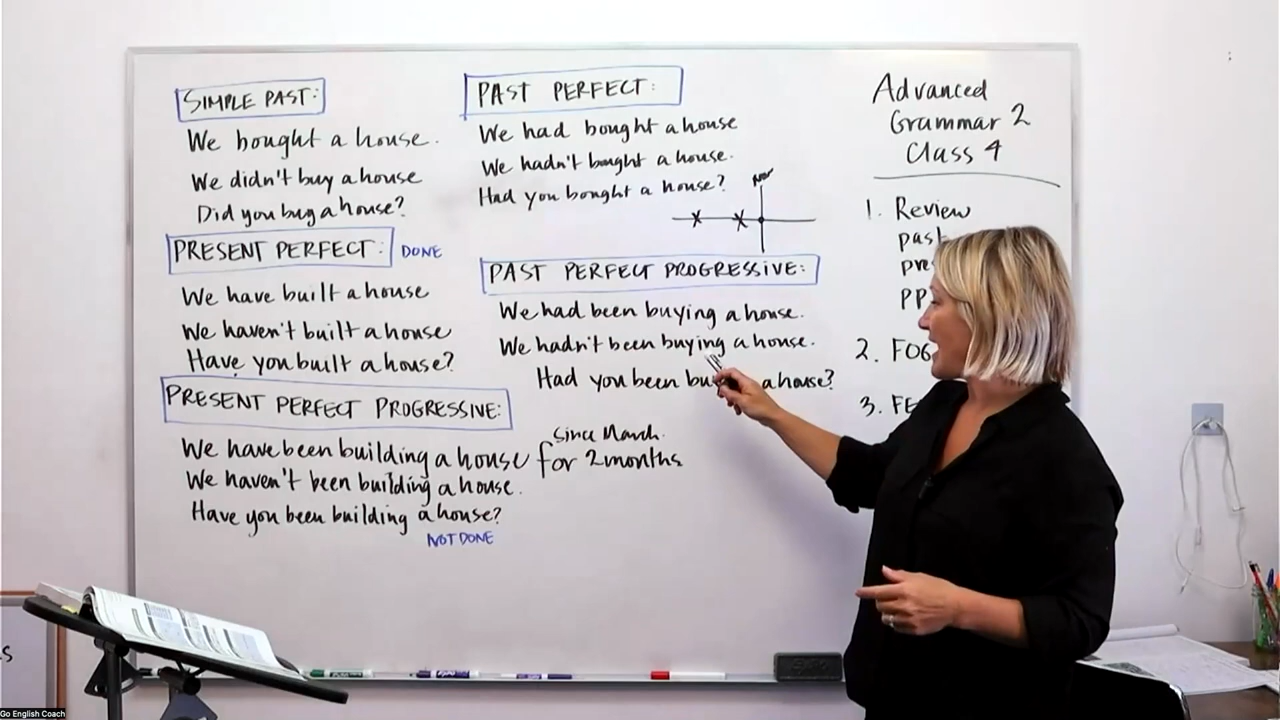 SIMPLE PAST:
We bought a house.
We didn't buy a house
Did you buy a house?
PRESENT PERFECT: DONE
We have built a house
We haven't built a house
Have you built a house?
PRESENT PERFECT PROGRESSIVE:
since March.
We have been building a house for 2 months
We haven't been building a house.
Have you been building a house?
NOT DONE
PAST PERFECT:
We had bought a house
We hadn't bought a house.
Had you bought a house?
Now
PAST PERFECT PROGRESSIVE:
We had been buying a house.
We hadn't been buying a house.
Had you been bu a house?
Advanced
Grammar 2
Class 4
1. Review
past
pre
PP
2. FOG
3. FE
Go English Coach